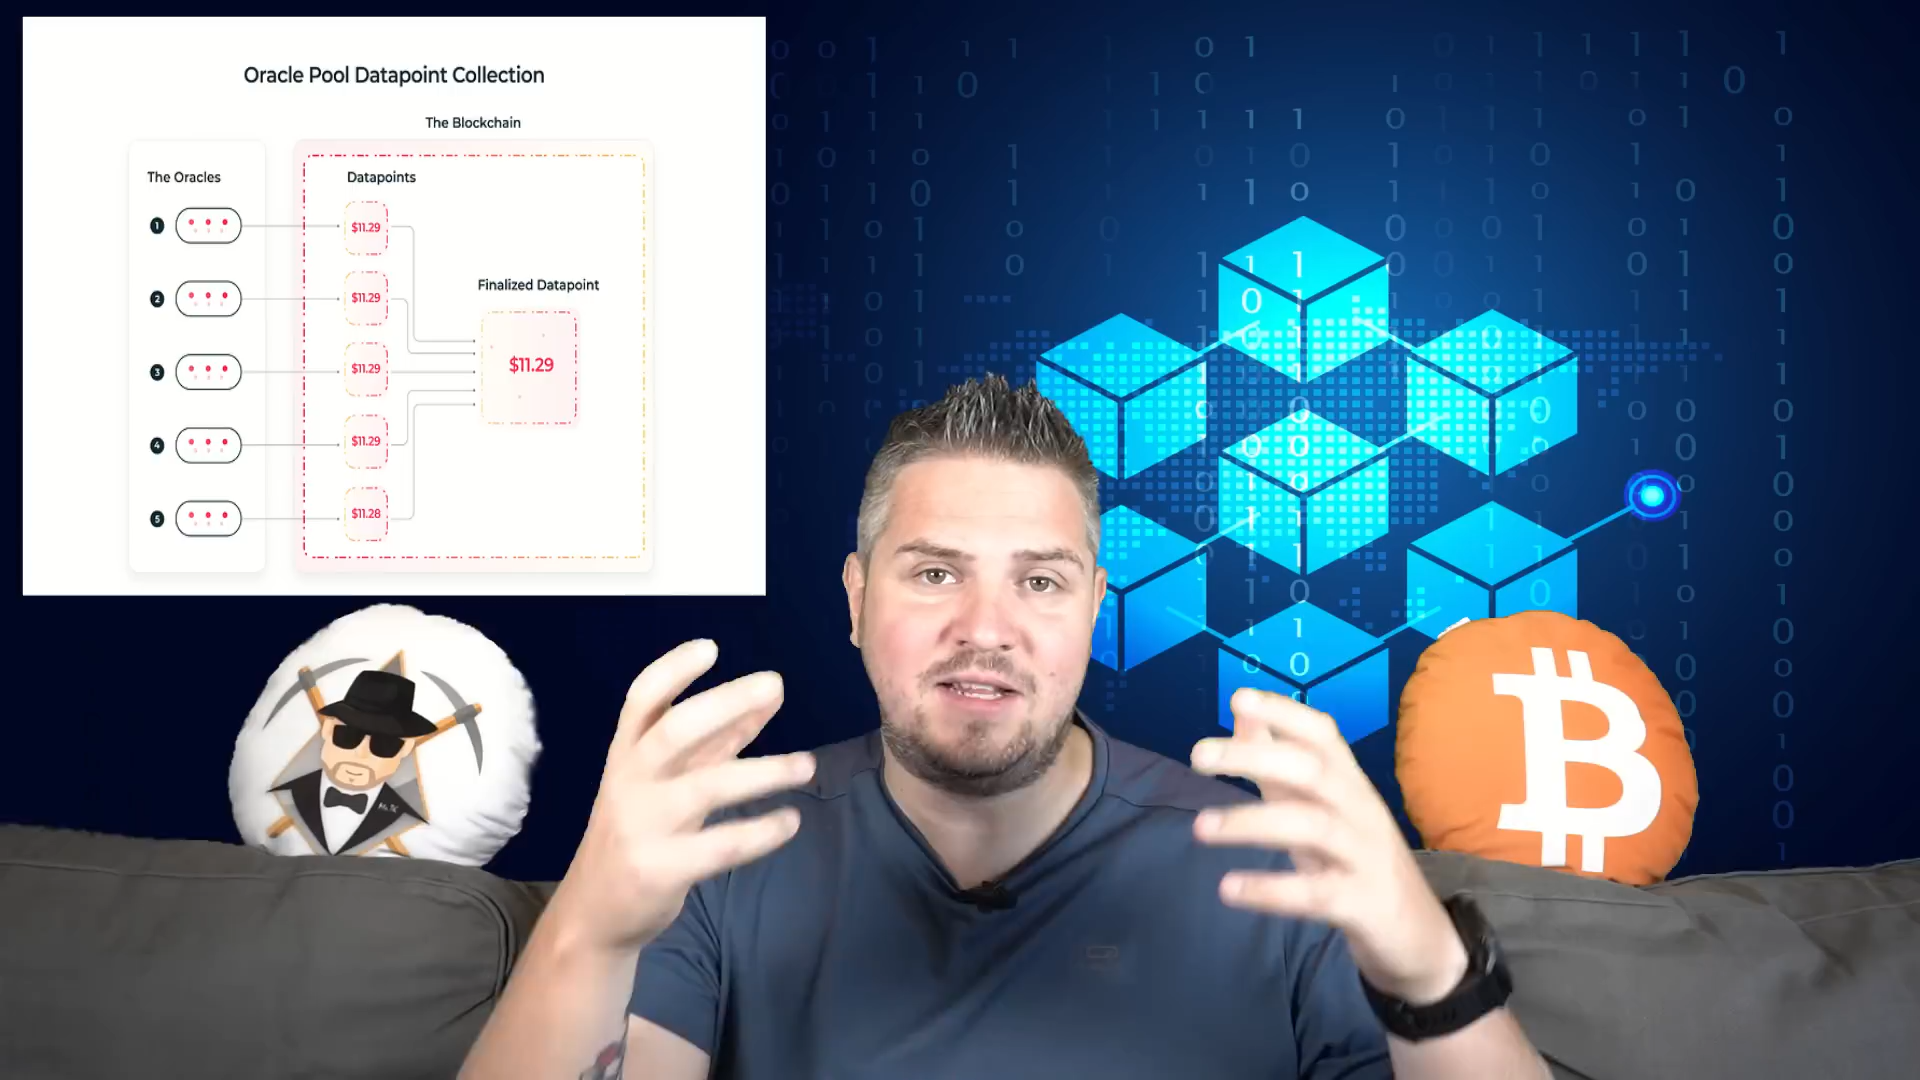 Oracle Pool Datapoint Collection
The Blockchain
The Oracles
Datapoints
1
$11.29
2
$11.29
Finalized Datapoint
3
$11.29
$11.29
4
$11.29
5
$11.28